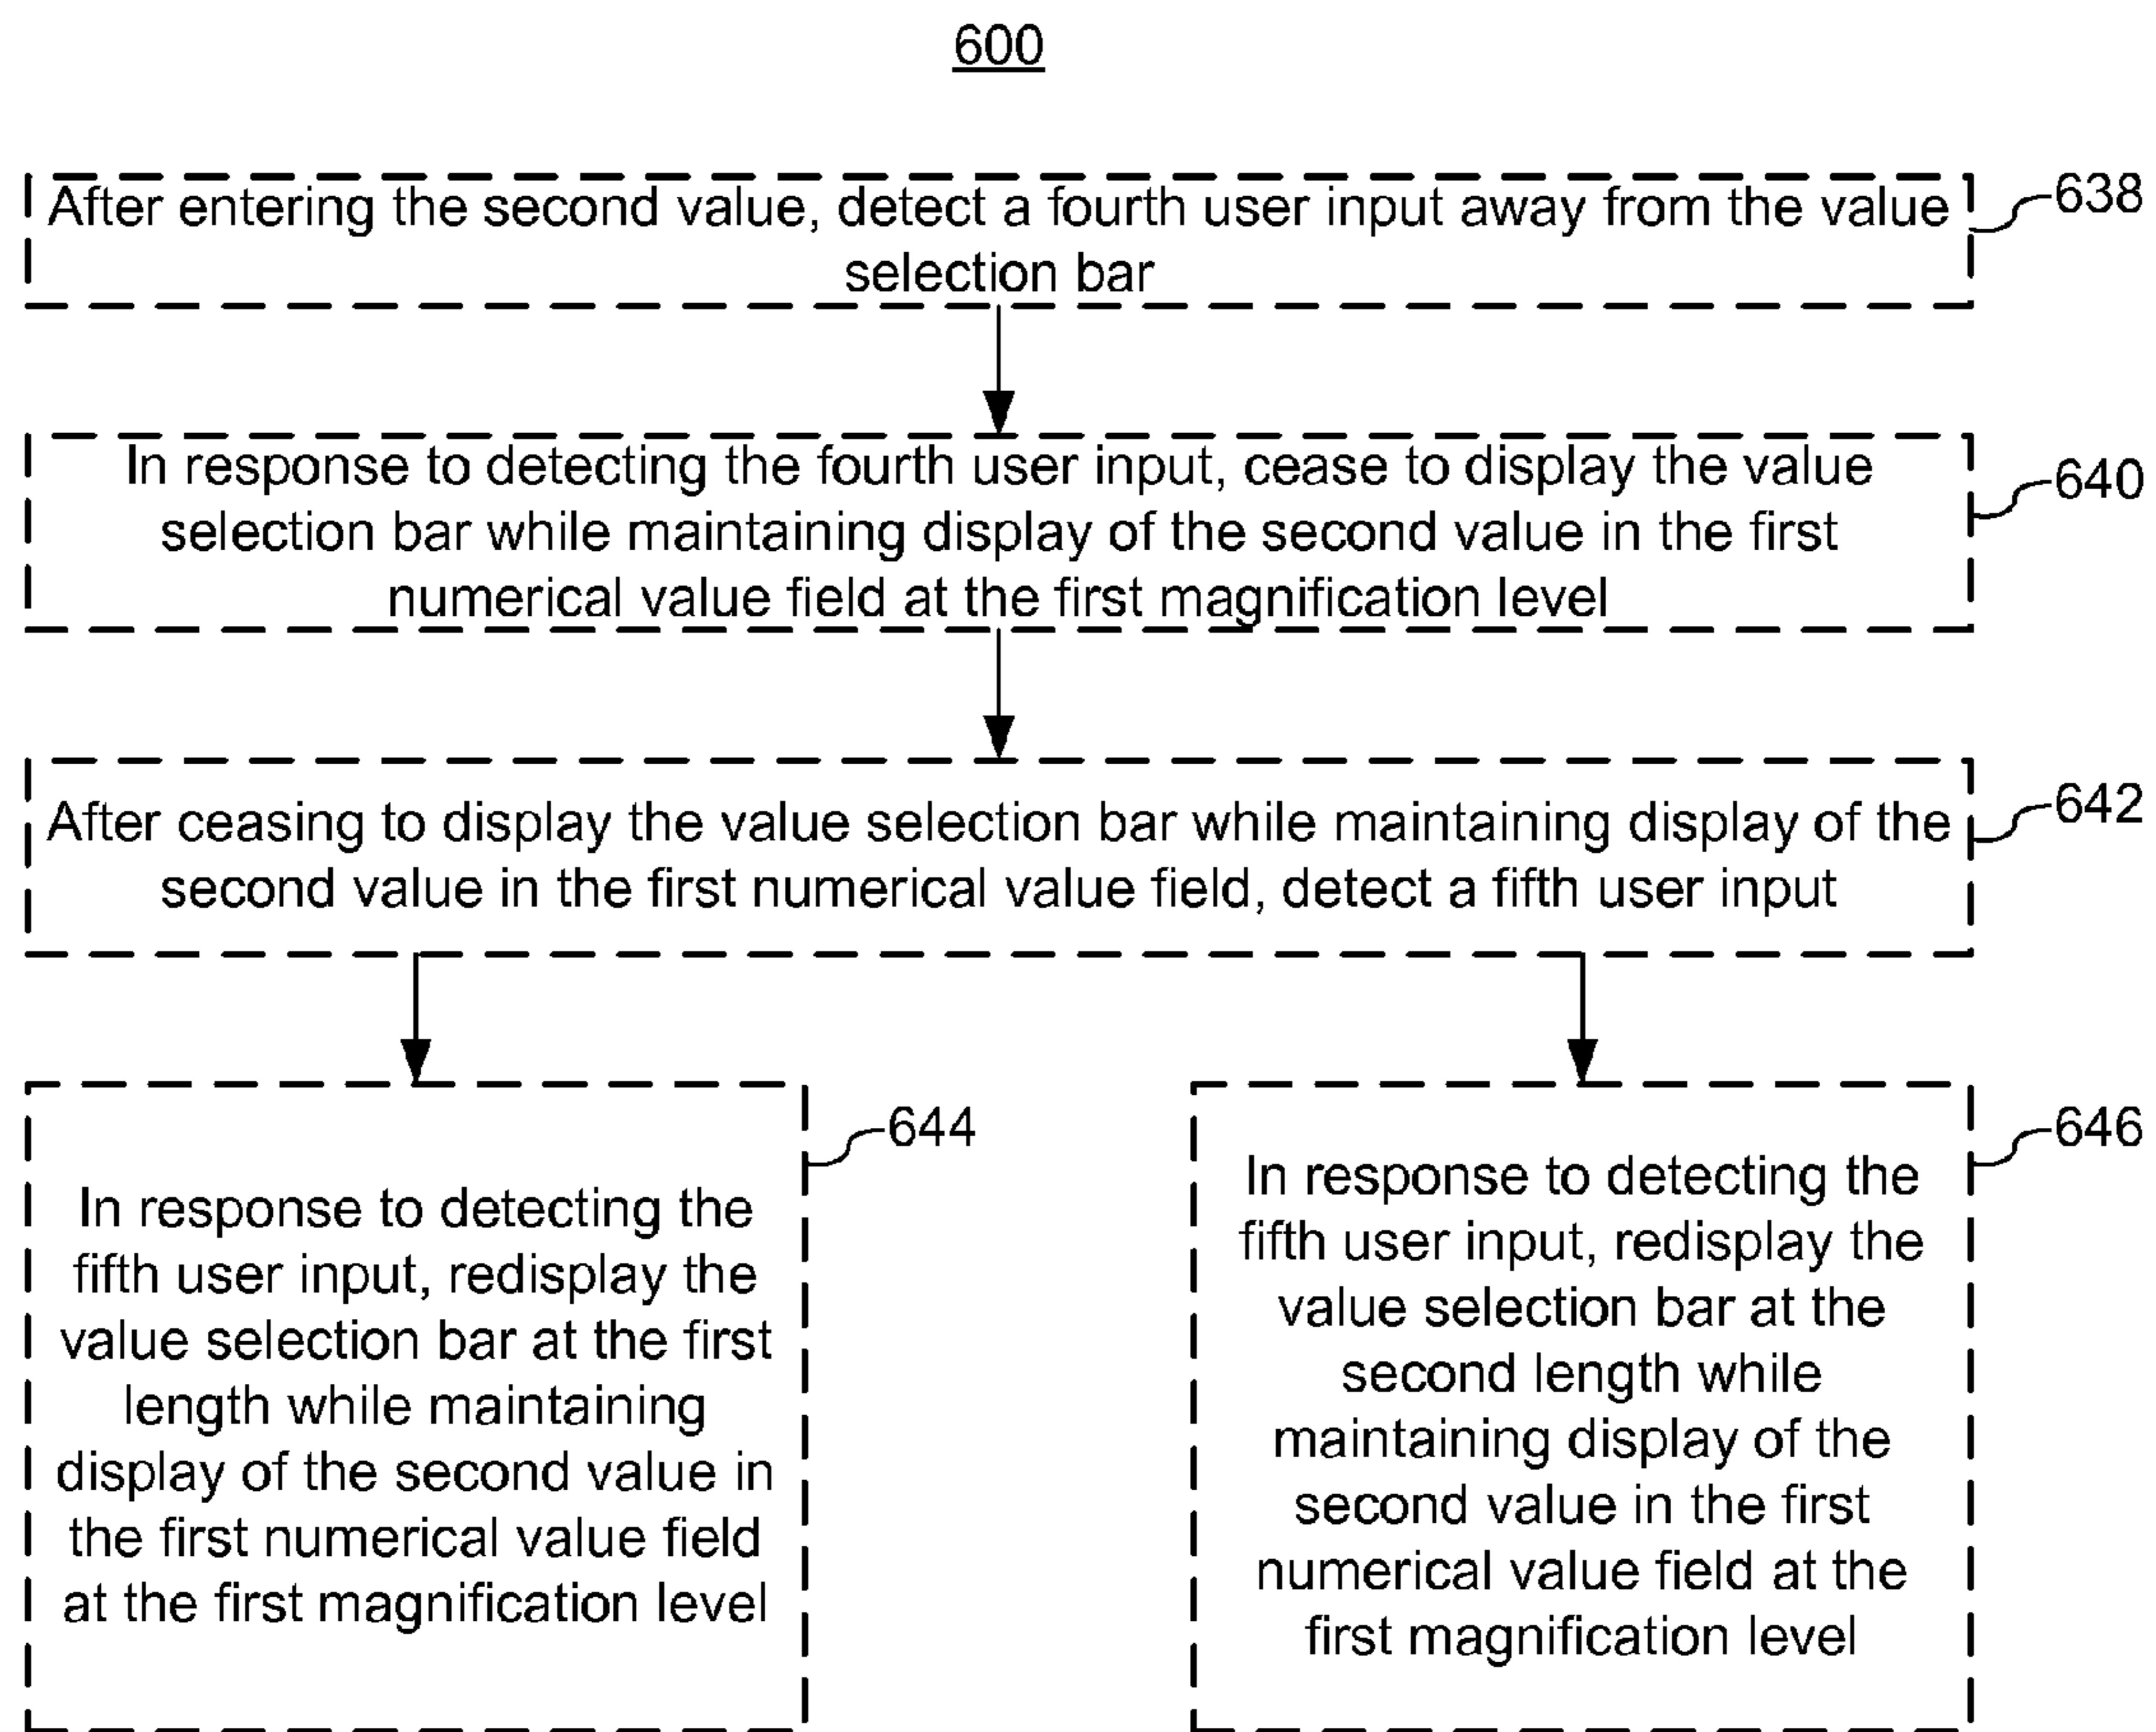 600
After entering the second value, detect a fourth user input away from the value
selection bar
638
In response to detecting the fourth user input, cease to display the value
selection bar while maintaining display of the second value in the first
numerical value field at the first magnification level
640
After ceasing to display the value selection bar while maintaining display of the
second value in the first numerical value field, detect a fifth user input
642
In response to detecting the
fifth user input, redisplay the
value selection bar at the first
length while maintaining
display of the second value in
the first numerical value field
at the first magnification level
644
In response to detecting the
fifth user input, redisplay the
value selection bar at the
second length while
maintaining display of the
second value in the first
numerical value field at the
first magnification level
646